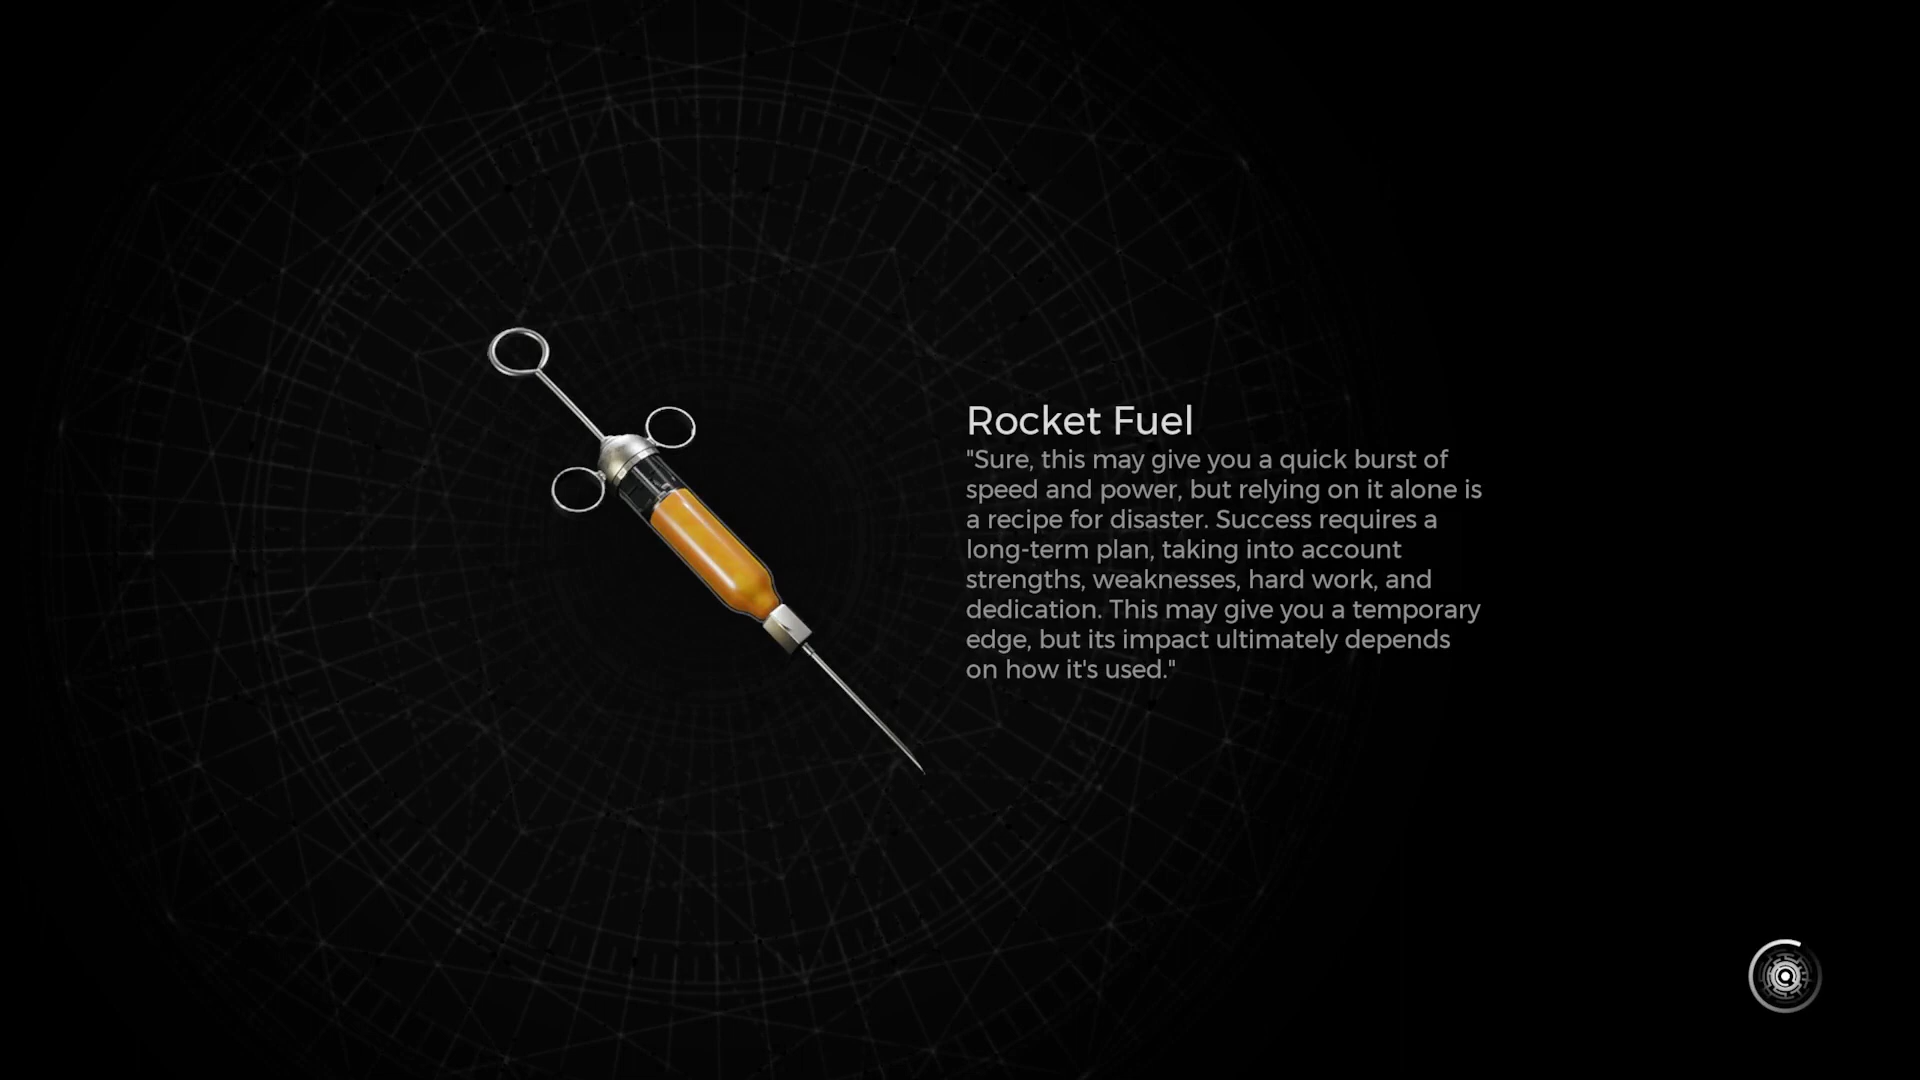 Rocket Fuel
"Sure, this may give you a quick burst of
speed and power, but relying on it alone is
a recipe for disaster. Success requires a
long-term plan, taking into account
strengths, weaknesses, hard work, and
dedication. This may give you a temporary
edge, but its impact ultimately depends
on how it's used."